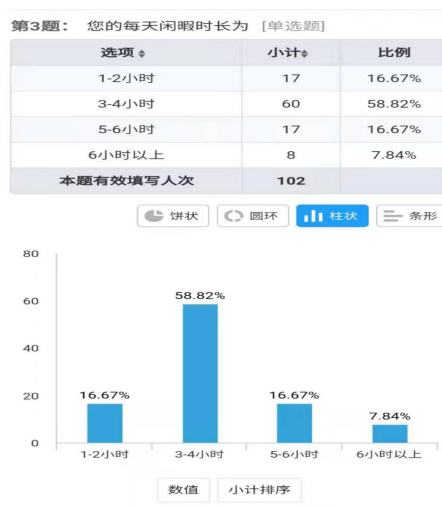 第3题： 您的每天闲暇时长为 [单选题]
选项 小计 比例
1-2小时 17 16.67%
3-4小时 60 58.82%
5-6小时 17 16.67%
6小时以上 8 7.84%
本题有效填写人次 102
饼状 圆环 柱状 条形
80
60
40
20
0
58.82%
16.67% 16.67%
7.84%
1-2小时 3-4小时 5-6小时 6小时以上
数值 小计排序